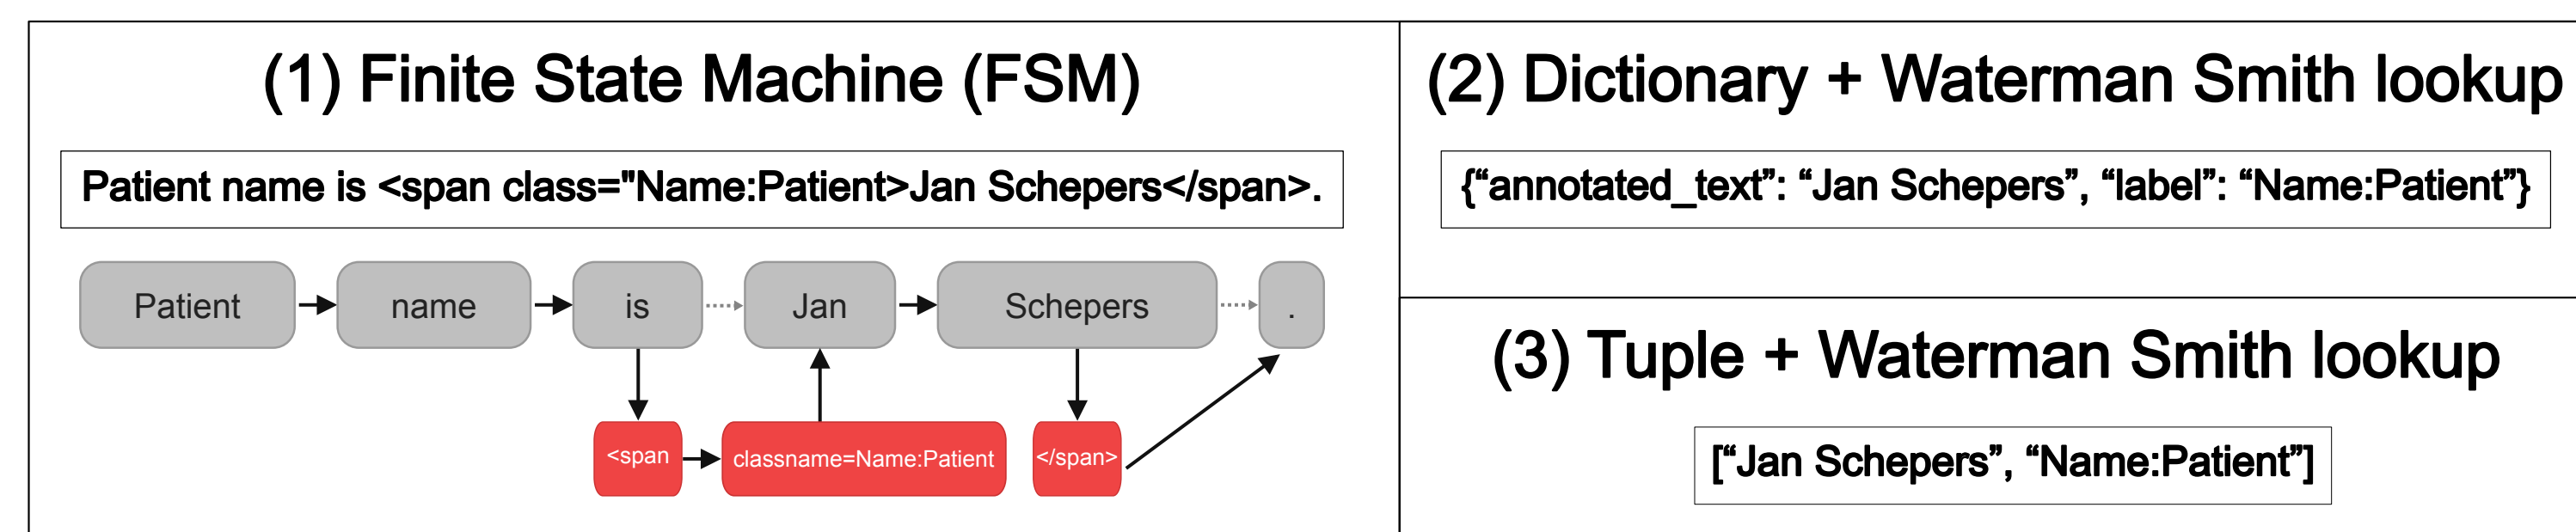 (1) Finite State Machine (FSM)
Patient name is <span class="Name:Patient>Jan Schepers</span>.
Patient name is Jan Schepers .
<span classname=Name:Patient </span>
(2) Dictionary + Waterman Smith lookup
{“annotated_text”: “Jan Schepers”, “label”: “Name:Patient”}
(3) Tuple + Waterman Smith lookup
[“Jan Schepers”, “Name:Patient”]